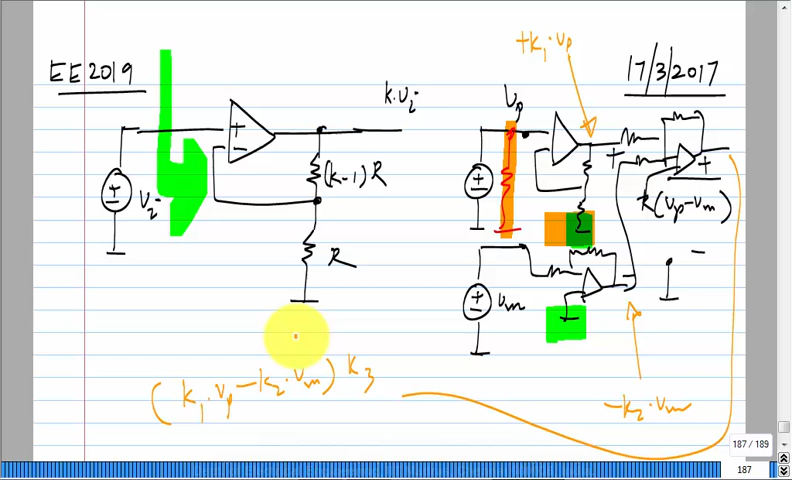 EE2019
17/3/2017
+k₁·Vp
k·Vi
Vp
+
−
+
−
Vi
(k-1)R
R
+
−
+
+
k(Vp−Vm)
−
+
−
Vm
−
(k₁·Vp−k₂·Vm)k₃
−k₂·Vm
187 / 189
187